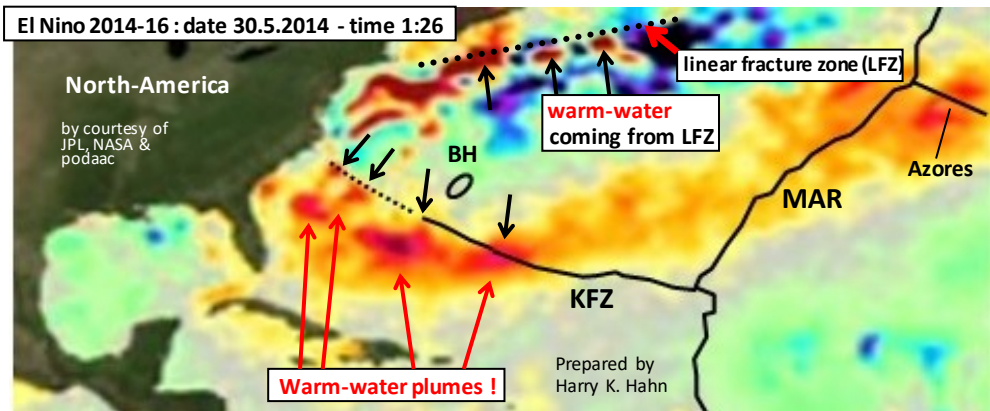 El Nino 2014-16 : date 30.5.2014 - time 1:26
North-America
by courtesy of
JPL, NASA &
podaac
linear fracture zone (LFZ)
warm-water
coming from LFZ
BH
Azores
MAR
KFZ
Prepared by
Harry K. Hahn
Warm-water plumes !